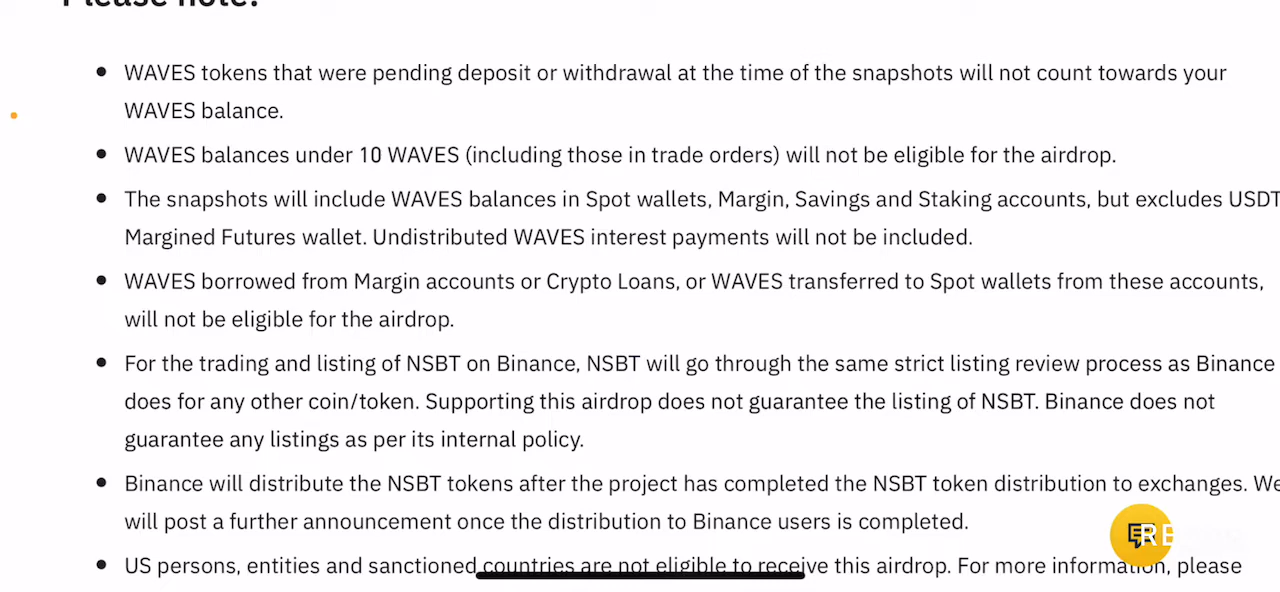 Please note:
WAVES tokens that were pending deposit or withdrawal at the time of the snapshots will not count towards your
WAVES balance.
WAVES balances under 10 WAVES (including those in trade orders) will not be eligible for the airdrop.
The snapshots will include WAVES balances in Spot wallets, Margin, Savings and Staking accounts, but excludes USDT
Margined Futures wallet. Undistributed WAVES interest payments will not be included.
WAVES borrowed from Margin accounts or Crypto Loans, or WAVES transferred to Spot wallets from these accounts,
will not be eligible for the airdrop.
For the trading and listing of NSBT on Binance, NSBT will go through the same strict listing review process as Binance
does for any other coin/token. Supporting this airdrop does not guarantee the listing of NSBT. Binance does not
guarantee any listings as per its internal policy.
Binance will distribute the NSBT tokens after the project has completed the NSBT token distribution to exchanges. We
will post a further announcement once the distribution to Binance users is completed.
US persons, entities and sanctioned countries are not eligible to receive this airdrop. For more information, please